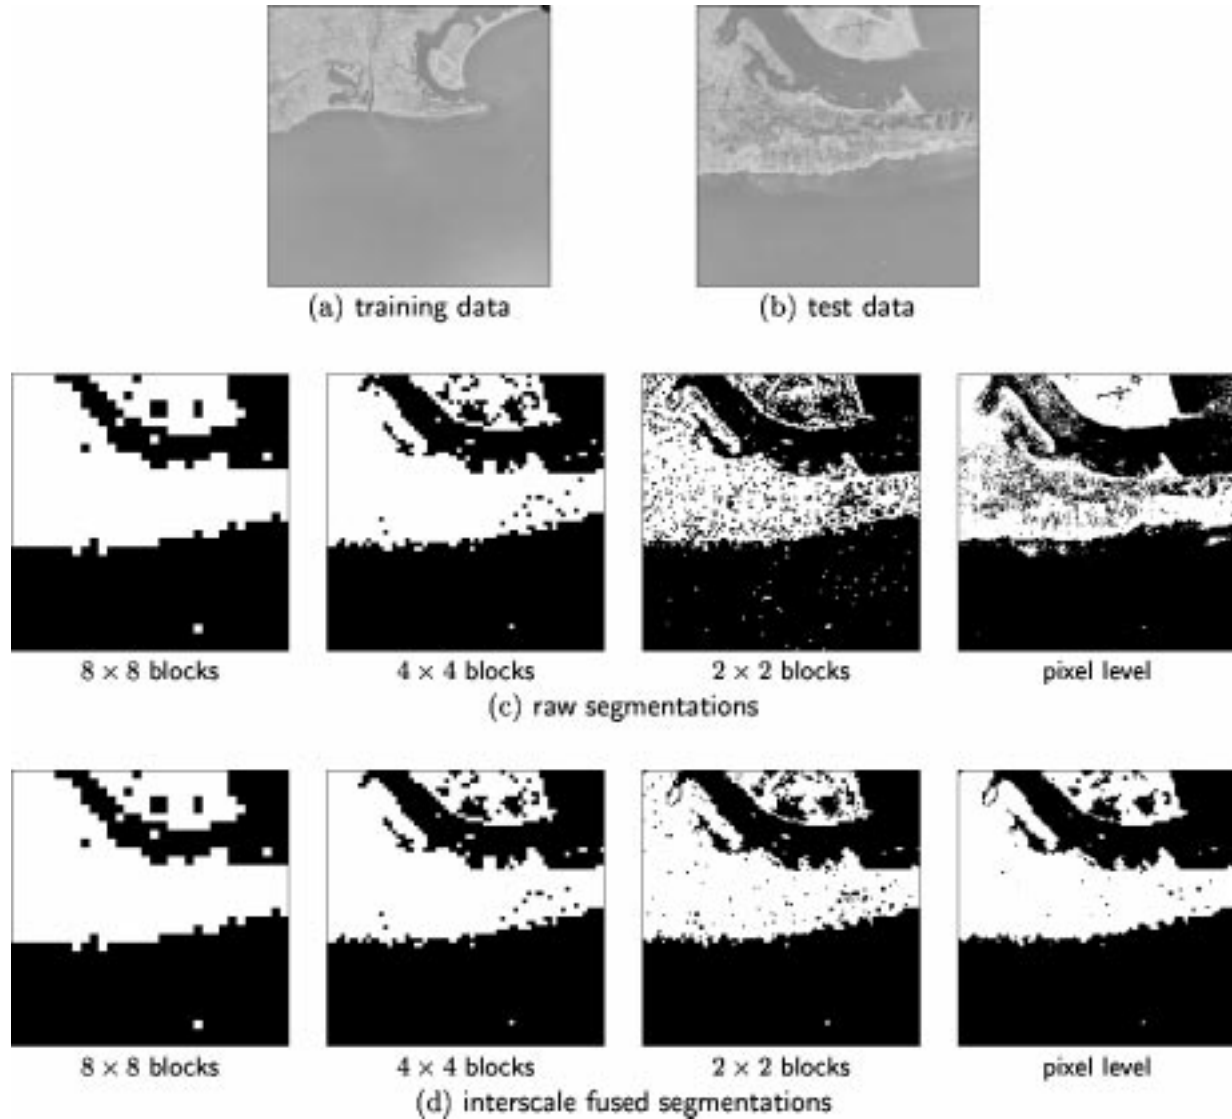 (a) training data
(b) test data
8 × 8 blocks
4 × 4 blocks
2 × 2 blocks
pixel level
(c) raw segmentations
8 × 8 blocks
4 × 4 blocks
2 × 2 blocks
pixel level
(d) interscale fused segmentations